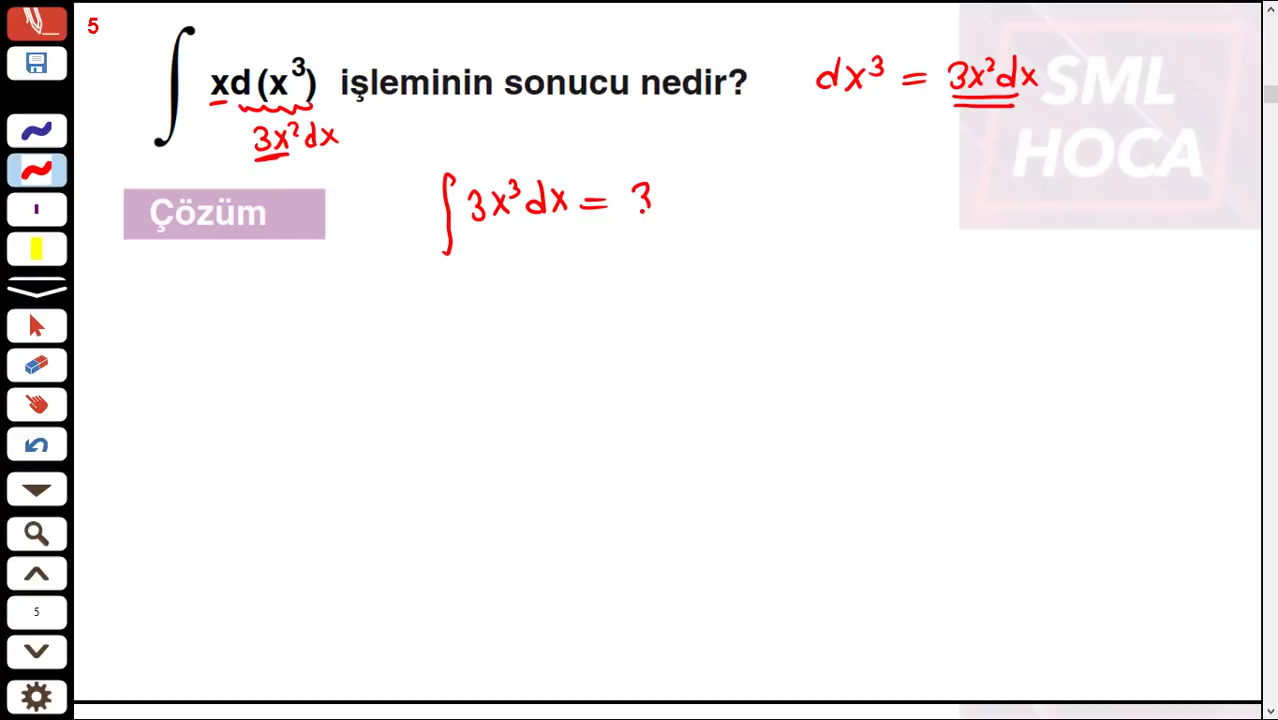 5
∫ xd(x³) işleminin sonucu nedir?
dx³ = 3x²dx
3x²dx
SML
HOCA
Çözüm
∫ 3x³dx = 3
5